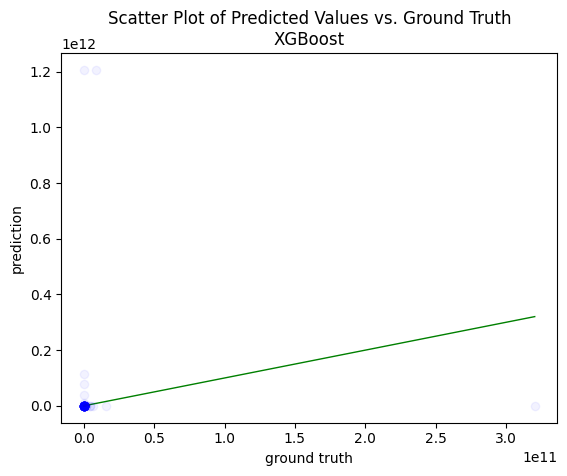 Scatter Plot of Predicted Values vs. Ground Truth
XGBoost
1e12
1.2
1.0
0.8
0.6
0.4
0.2
0.0
prediction
0.0 0.5 1.0 1.5 2.0 2.5 3.0
1e11
ground truth